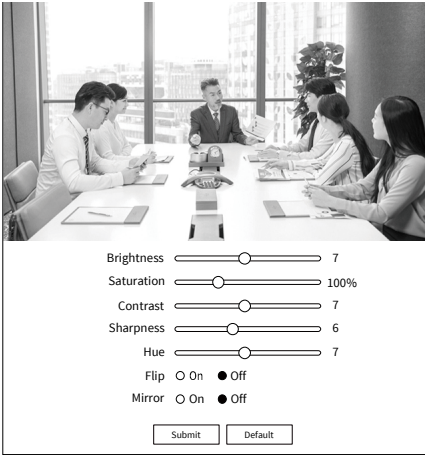 Brightness 7
Saturation 100%
Contrast 7
Sharpness 6
Hue 7
Flip On Off
Mirror On Off
Submit Default